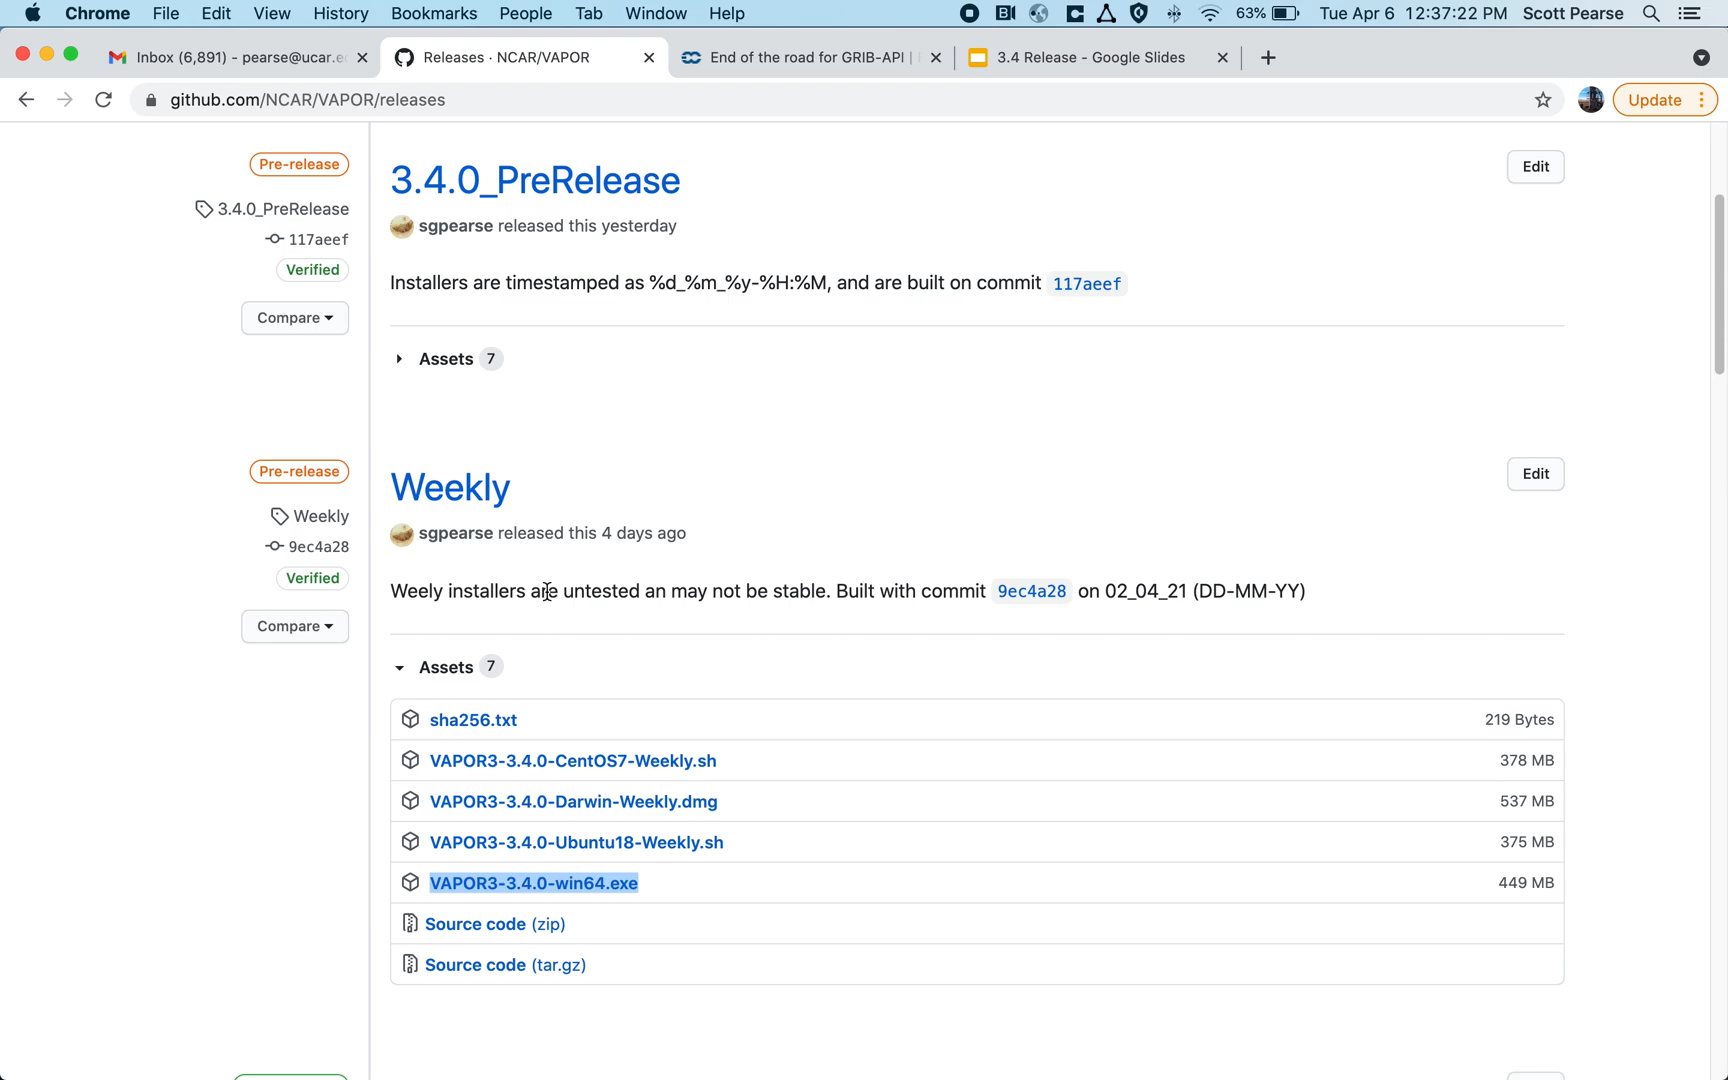 Chrome File Edit View History Bookmarks People Tab Window Help 63% Tue Apr 6 12:37:22 PM Scott Pearse
Inbox (6,891) - pearse@ucar.e Releases · NCAR/VAPOR End of the road for GRIB-API | 3.4 Release - Google Slides
github.com/NCAR/VAPOR/releases Update
Pre-release
3.4.0_PreRelease
117aeef
Verified
Compare
3.4.0_PreRelease
Edit
sgpearse released this yesterday
Installers are timestamped as %d_%m_%y-%H:%M, and are built on commit 117aeef
Assets 7
Pre-release
Weekly
9ec4a28
Verified
Compare
Weekly
Edit
sgpearse released this 4 days ago
Weely installers are untested an may not be stable. Built with commit 9ec4a28 on 02_04_21 (DD-MM-YY)
Assets 7
sha256.txt 219 Bytes
VAPOR3-3.4.0-CentOS7-Weekly.sh 378 MB
VAPOR3-3.4.0-Darwin-Weekly.dmg 537 MB
VAPOR3-3.4.0-Ubuntu18-Weekly.sh 375 MB
VAPOR3-3.4.0-win64.exe 449 MB
Source code (zip)
Source code (tar.gz)